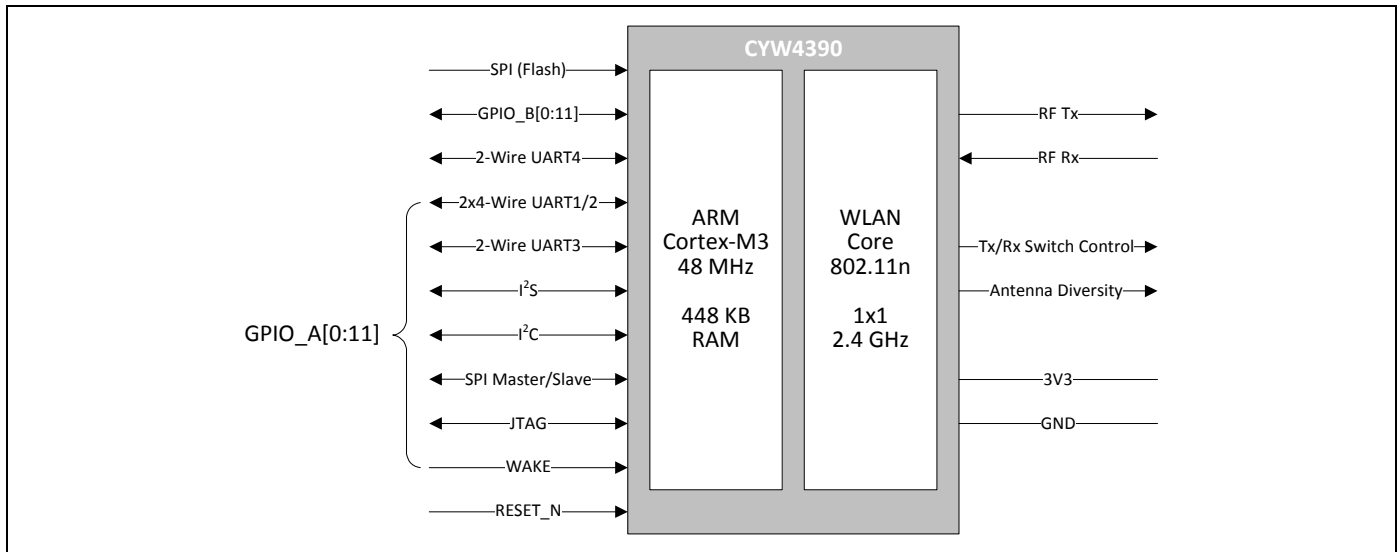 CYW4390
SPI (Flash)
GPIO_B[0:11]
2-Wire UART4
2x4-Wire UART1/2
2-Wire UART3
I²S
I²C
SPI Master/Slave
JTAG
WAKE
RESET_N
GPIO_A[0:11]
ARM
Cortex-M3
48 MHz
448 KB
RAM
WLAN
Core
802.11n
1x1
2.4 GHz
RF Tx
RF Rx
Tx/Rx Switch Control
Antenna Diversity
3V3
GND